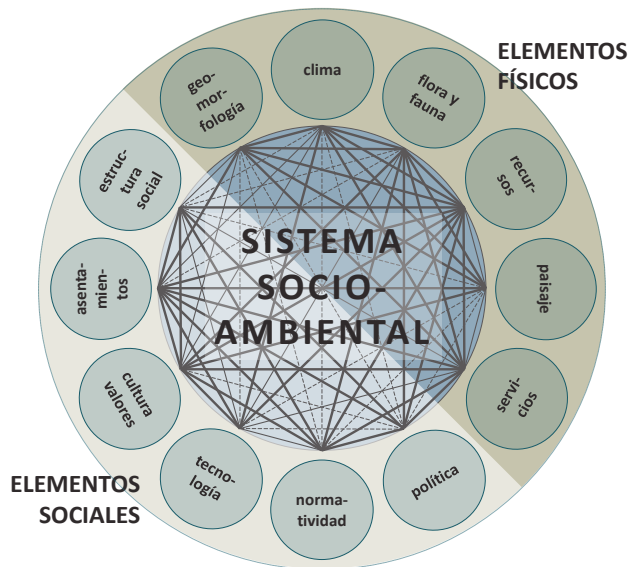 ELEMENTOS
FÍSICOS
clima
flora y
fauna
recur-
sos
paisaje
servi-
cios
política
norma-
tividad
tecno-
logía
cultura
valores
asenta-
mien-
tos
estruc-
tura
social
geo-
mor-
fología
SISTEMA
SOCIO-
AMBIENTAL
ELEMENTOS
SOCIALES